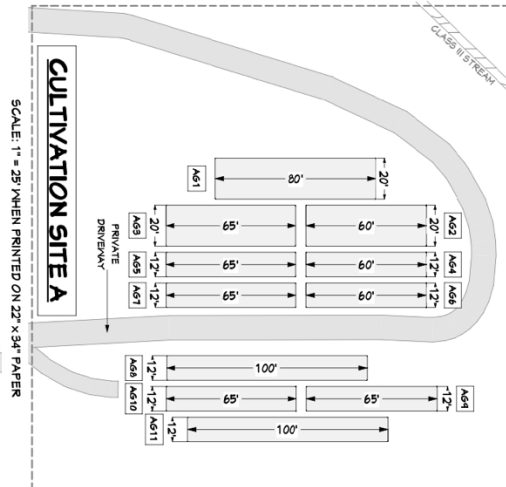 CLASS III STREAM
CULTIVATION SITE A
SCALE: 1" = 25' WHEN PRINTED ON 22" x 34" PAPER
PRIVATE
DRIVEWAY
AG1
80'
20'
AG3
20'
65'
60'
20'
AG2
AG5
12'
65'
60'
12'
AG4
AG7
12'
65'
60'
12'
AG6
AG8
12'
100'
AG10
12'
65'
65'
12'
AG9
AG11
12'
100'